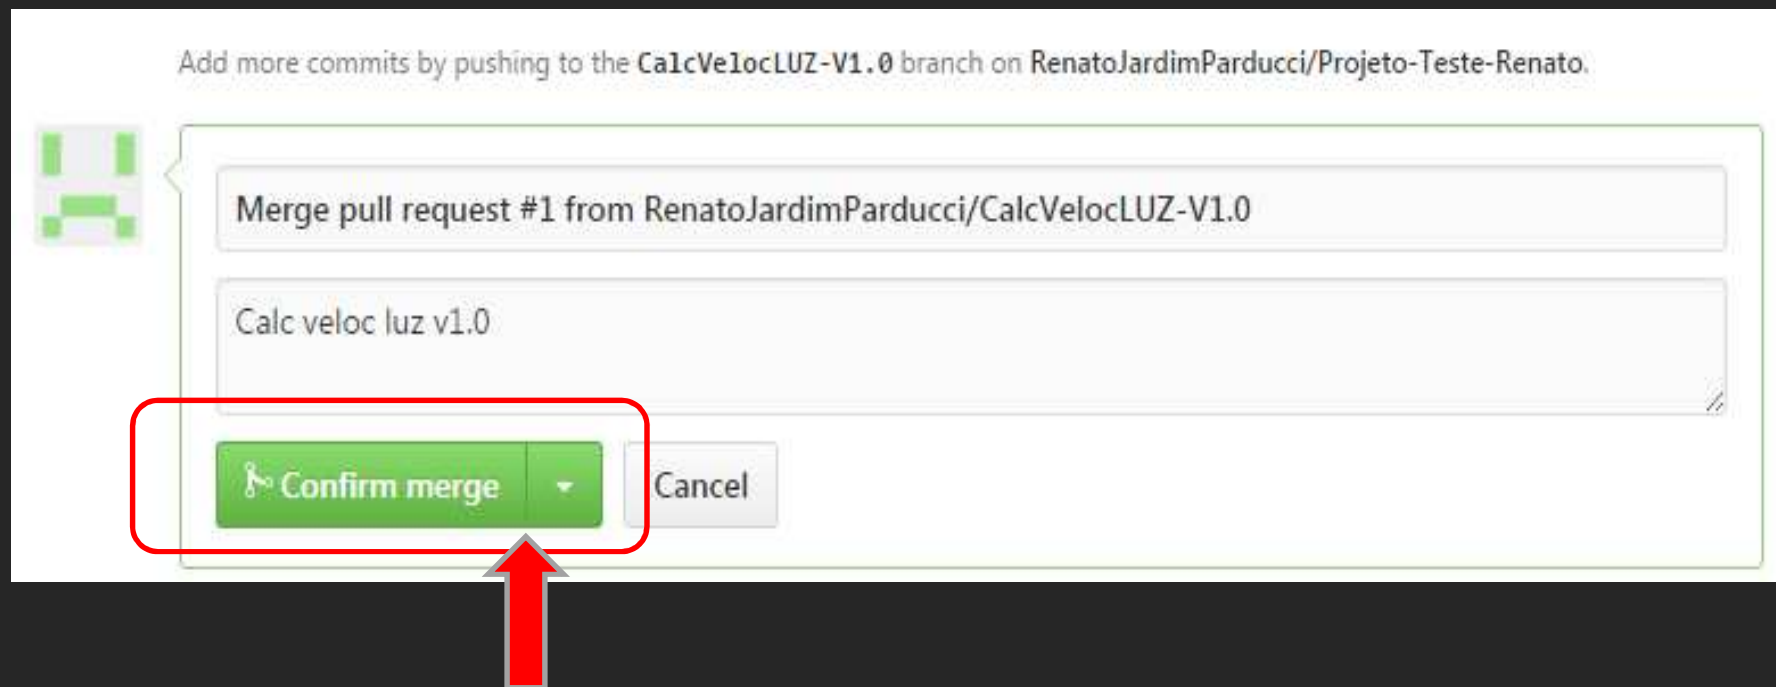 Add more commits by pushing to the CalcVelocLUZ-V1.0 branch on RenatoJardimParducci/Projeto-Teste-Renato.
Merge pull request #1 from RenatoJardimParducci/CalcVelocLUZ-V1.0
Calc veloc luz v1.0
Confirm merge
Cancel